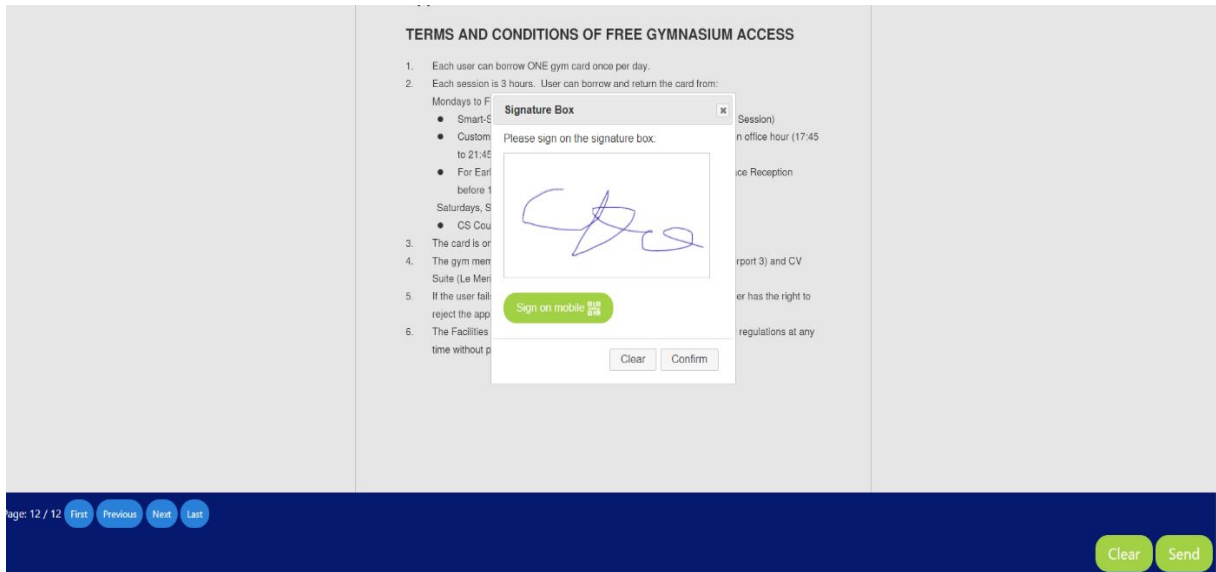 TERMS AND CONDITIONS OF FREE GYMNASIUM ACCESS
1. Each user can borrow ONE gym card once per day.
2. Each session is 3 hours. User can borrow and return the card from:
Mondays to F
Signature Box
● Smart-S
Session)
● Custom
Please sign on the signature box:
n office hour (17:45
to 21:45
● For Earl
ce Reception
before 1
Saturdays, S
● CS Cou
3. The card is or
4. The gym mem
rport 3) and CV
Suite (Le Meri
5. If the user fail
er has the right to
reject the app
Sign on mobile
6. The Facilities
regulations at any
time without p
Clear Confirm
Page: 12 / 12 First Previous Next Last
Clear Send